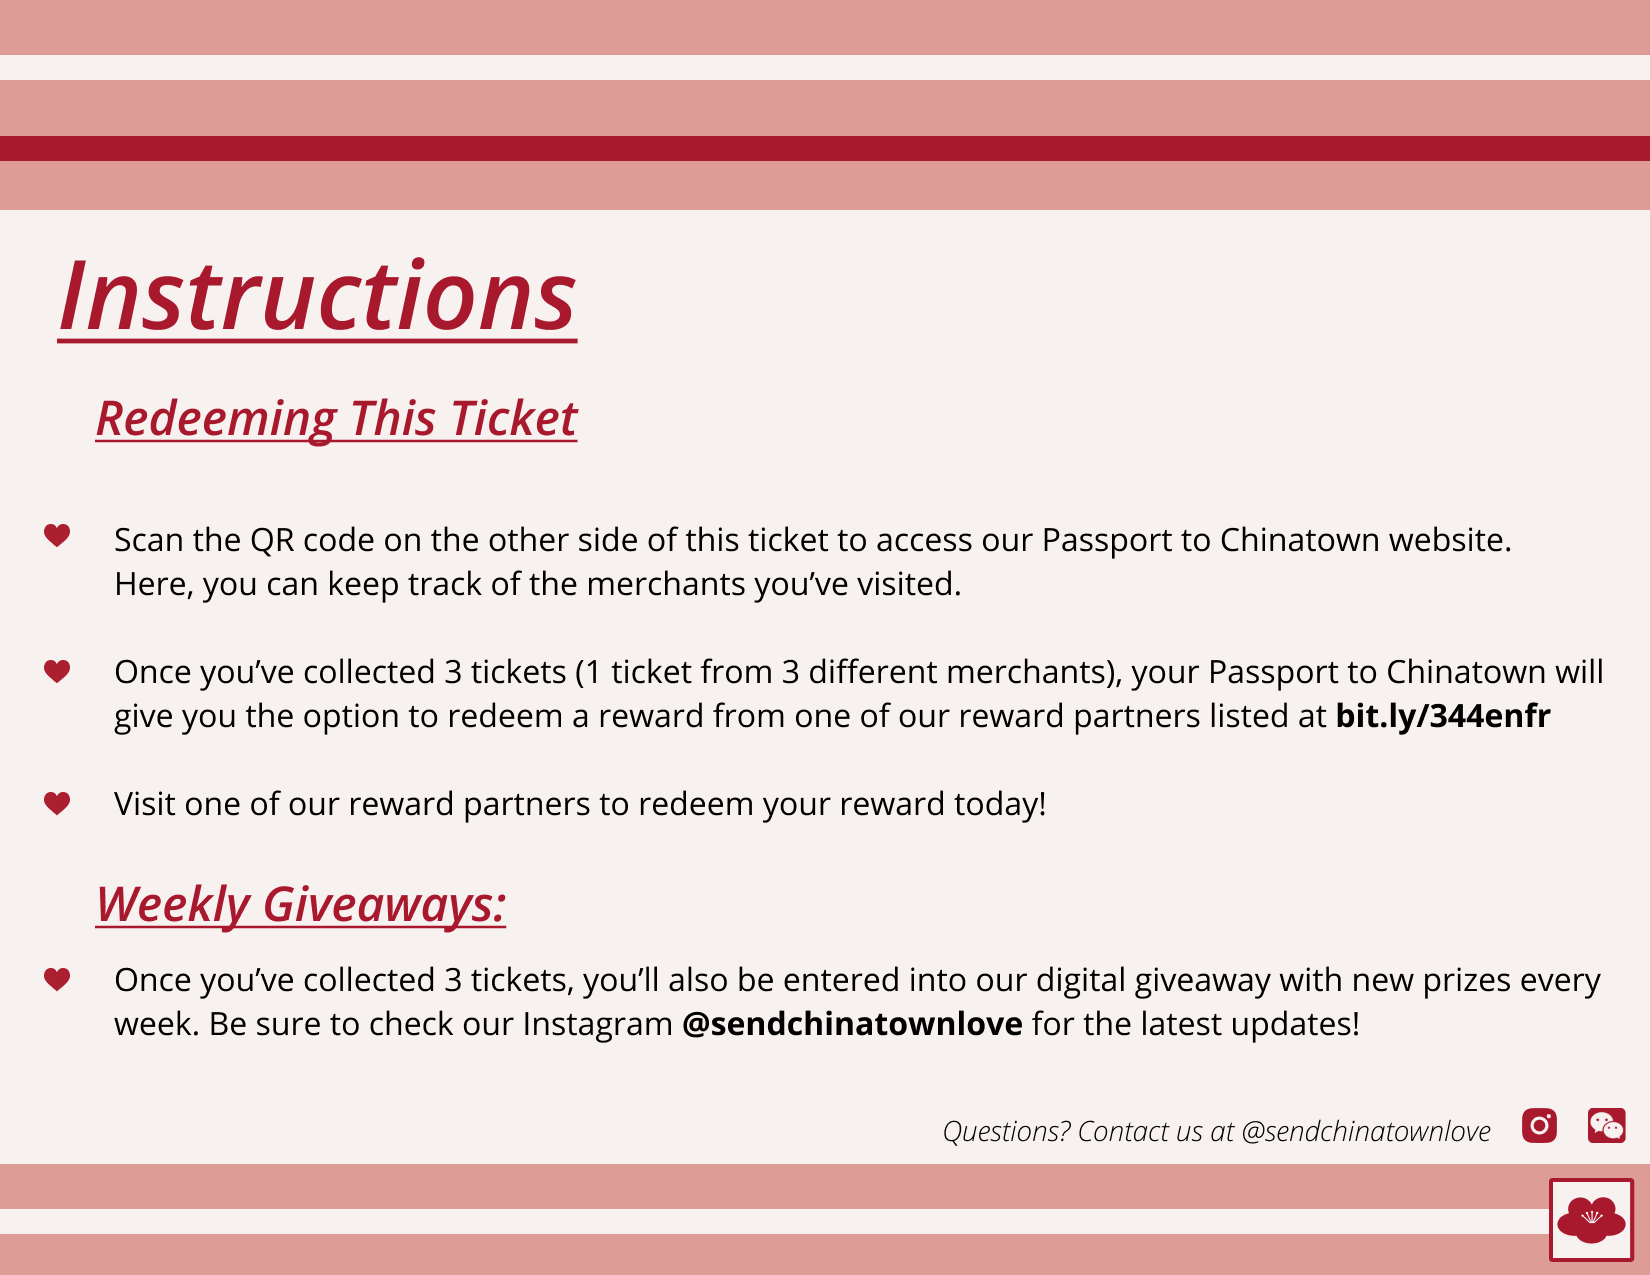 Instructions
Redeeming This Ticket
Scan the QR code on the other side of this ticket to access our Passport to Chinatown website.
Here, you can keep track of the merchants you’ve visited.
Once you’ve collected 3 tickets (1 ticket from 3 different merchants), your Passport to Chinatown will
give you the option to redeem a reward from one of our reward partners listed at bit.ly/344enfr
Visit one of our reward partners to redeem your reward today!
Weekly Giveaways:
Once you’ve collected 3 tickets, you’ll also be entered into our digital giveaway with new prizes every
week. Be sure to check our Instagram @sendchinatownlove for the latest updates!
Questions? Contact us at @sendchinatownlove